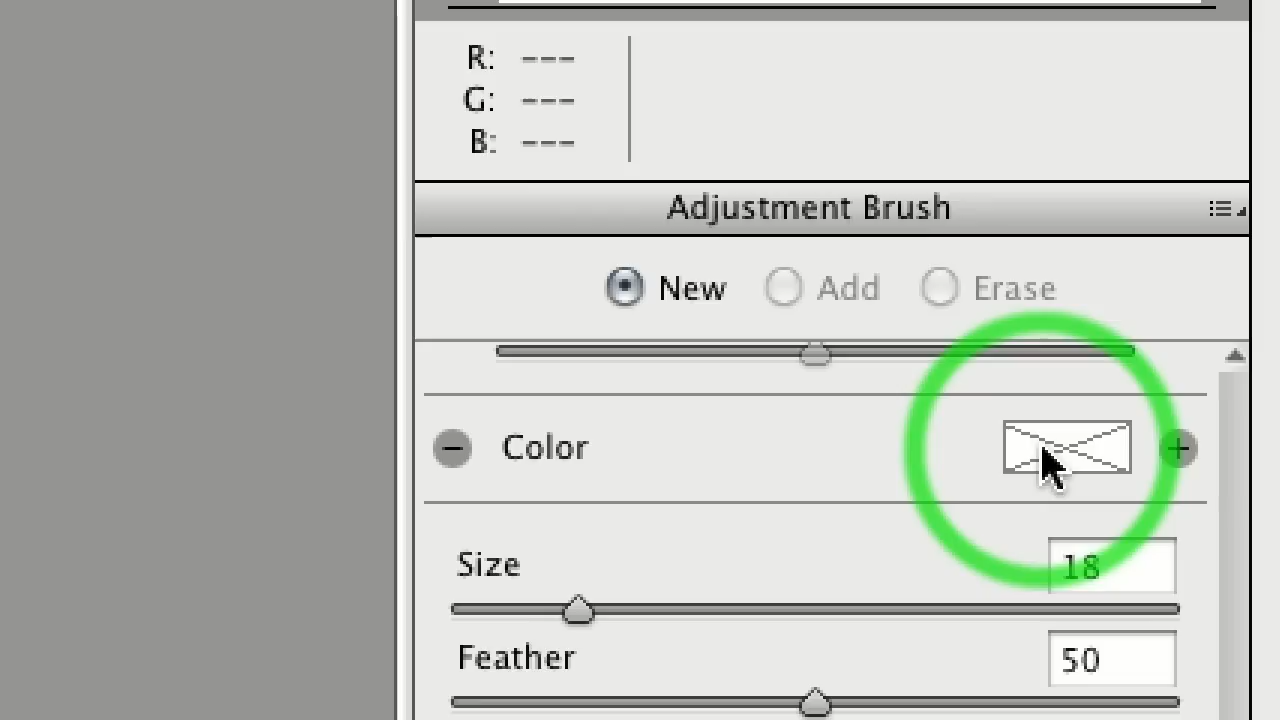 R: ---
G: ---
B: ---
Adjustment Brush
New Add Erase
Color
Size 18
Feather 50